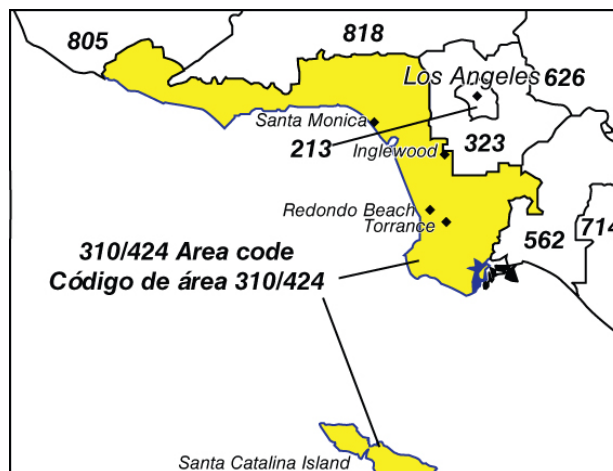 805
818
Los Angeles
626
Santa Monica
213
Inglewood
323
Redondo Beach
Torrance
310/424 Area code
Código de área 310/424
562
714
Santa Catalina Island